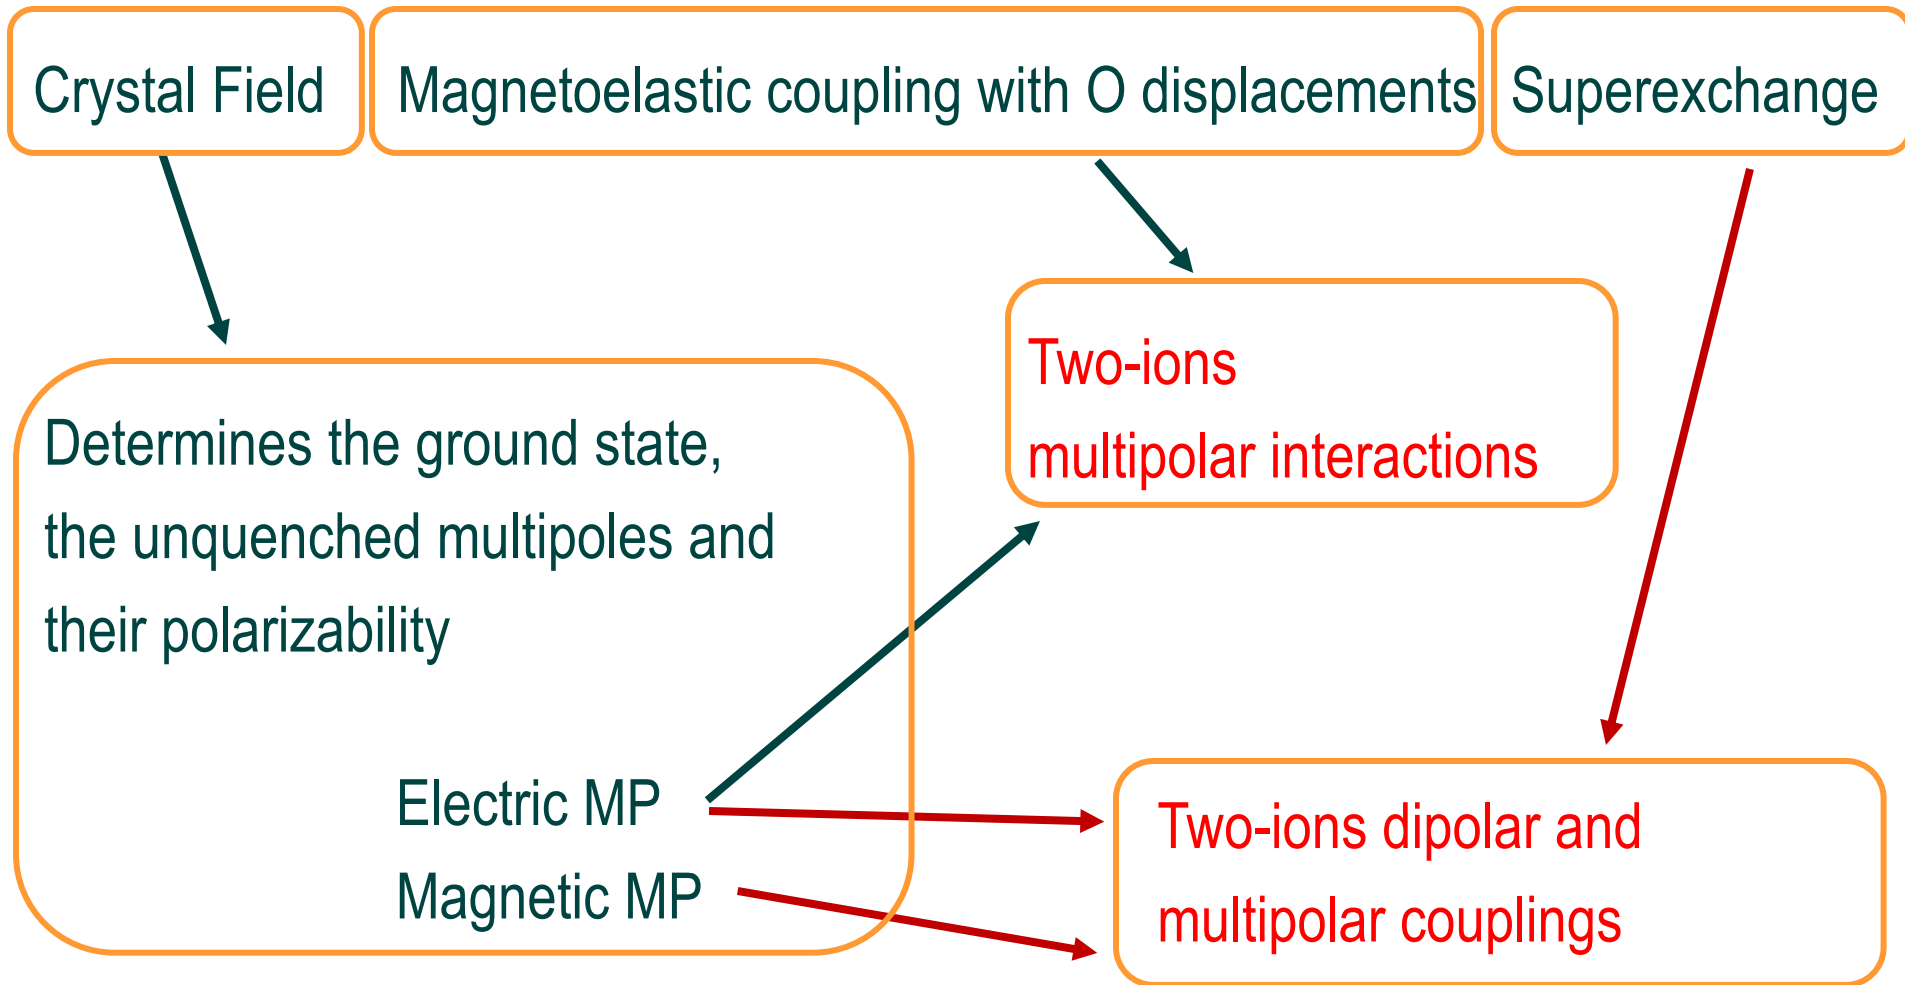 Crystal Field
Magnetoelastic coupling with O displacements
Superexchange
Two-ions
multipolar interactions
Determines the ground state,
the unquenched multipoles and
their polarizability
Electric MP
Magnetic MP
Two-ions dipolar and
multipolar couplings